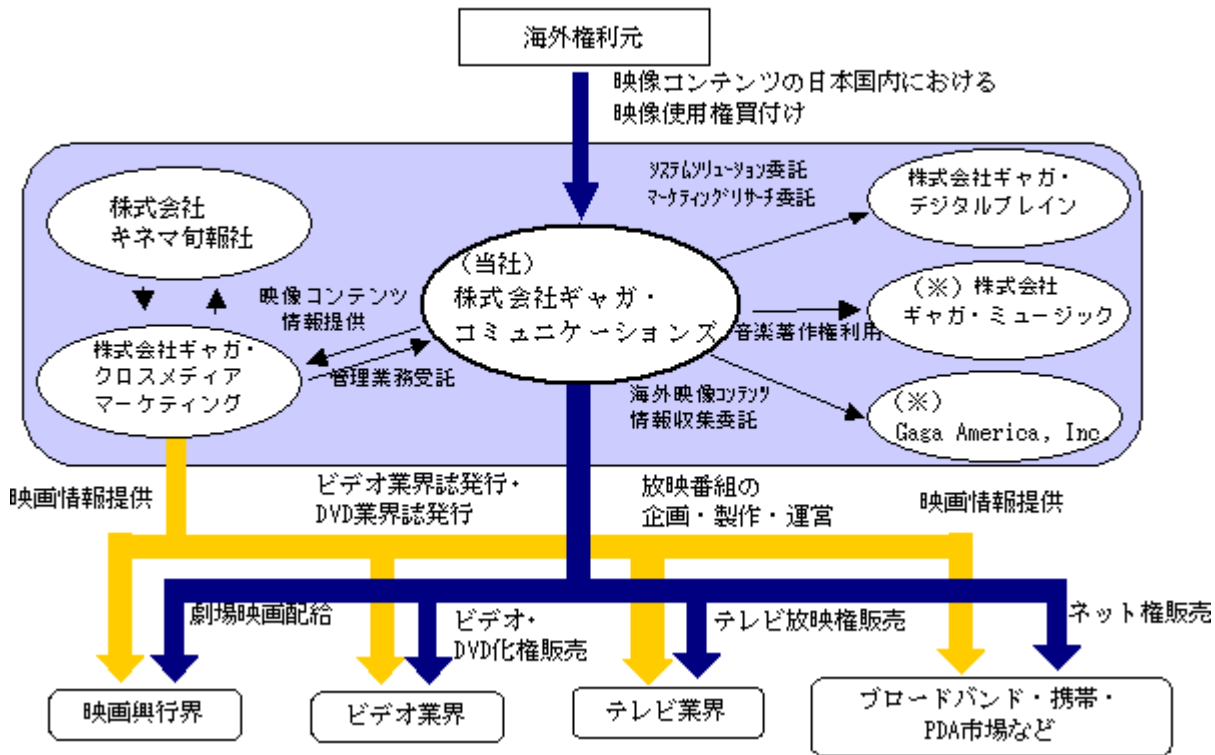 海外権利元
映像コンテンツの日本国内における
映像使用権買付け
株式会社
キネマ旬報社
システムソリューション委託
マーケティングリサーチ委託
株式会社ギャガ・
デジタルブレイン
(当社)
株式会社ギャガ・
コミュニケーションズ
(※)株式会社
ギャガ・ミュージック
映像コンテンツ
情報提供
音楽著作権利用
株式会社ギャガ・
クロスメディア
マーケティング
管理業務受託
海外映像コンテンツ
情報収集委託
(※)
Gaga America, Inc.
映画情報提供
ビデオ業界誌発行・
DVD業界誌発行
放映番組の
企画・製作・運営
映画情報提供
劇場映画配給
ビデオ・
DVD化権販売
テレビ放映権販売
ネット権販売
映画興行界
ビデオ業界
テレビ業界
ブロードバンド・携帯・
PDA市場など